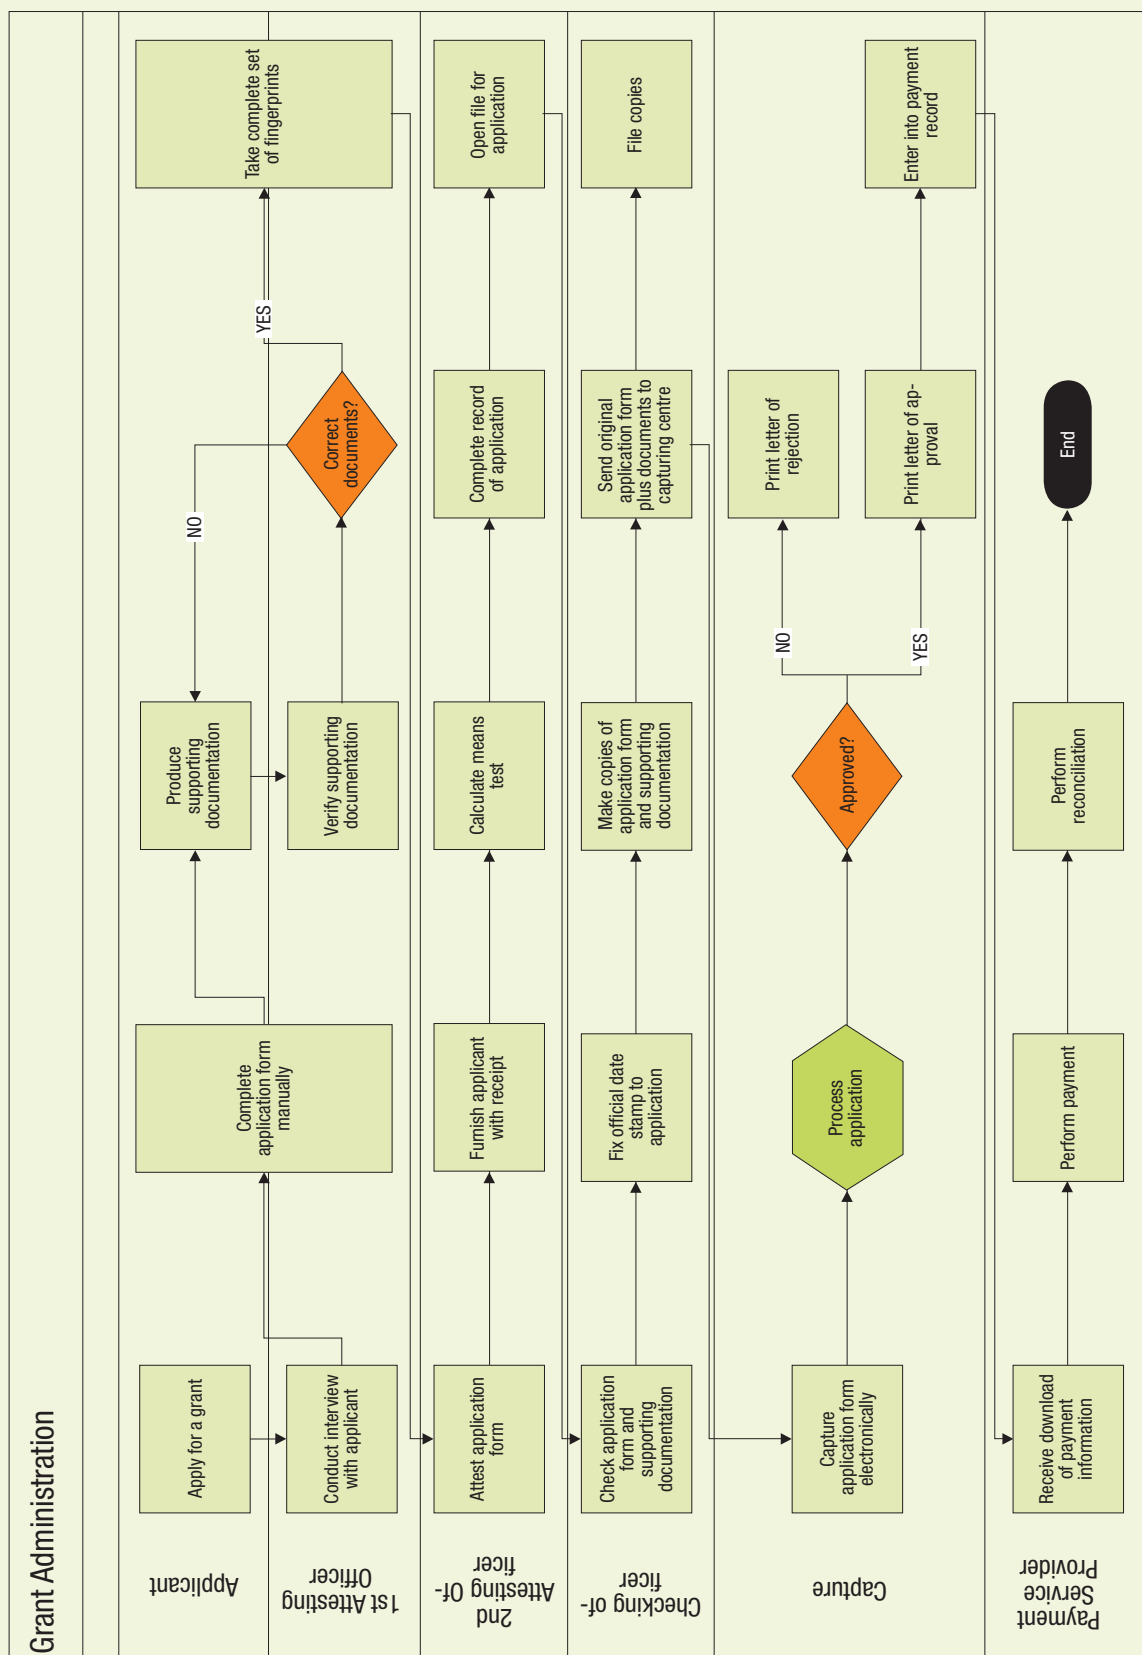 Grant Administration
Applicant
Apply for a grant
Complete
application form
manually
Produce
supporting
documentation
NO
YES
Take complete set
of fingerprints
1st Attesting
Officer
Conduct interview
with applicant
Verify supporting
documentation
Correct
documents?
2nd
Attesting Of-
ficer
Attest application
form
Furnish applicant
with receipt
Calculate means
test
Complete record
of application
Open file for
application
Checking of-
ficer
Check application
form and
supporting
documentation
Fix official date
stamp to
application
Make copies of
application form
and supporting
documentation
Send original
application form
plus documents to
capturing centre
File copies
Capture
Capture
application form
electronically
Process
application
Approved?
NO
Print letter of
rejection
YES
Print letter of ap-
proval
Enter into payment
record
Payment
Service
Provider
Receive download
of payment
information
Perform payment
Perform
reconciliation
End